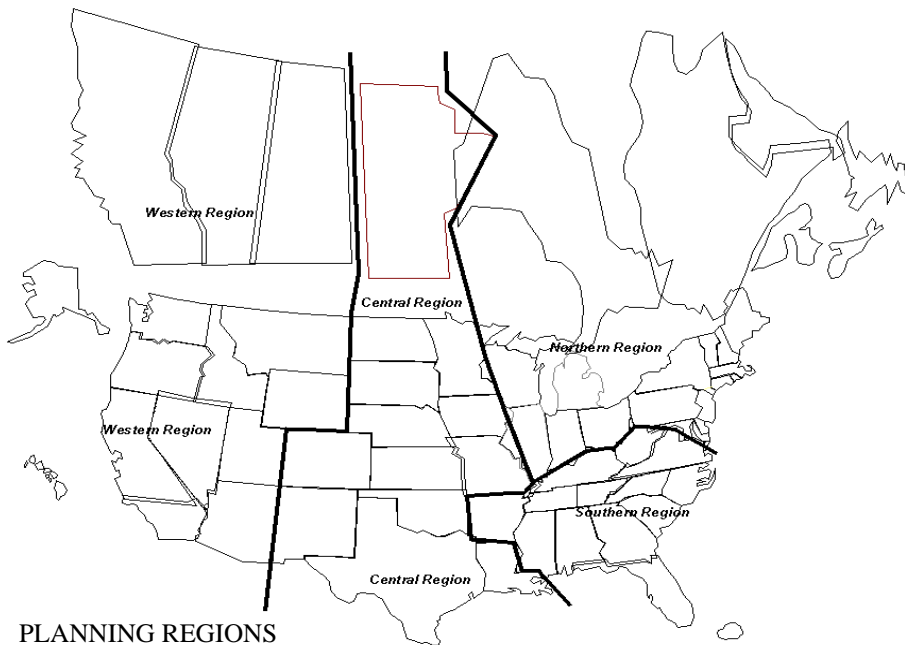 Western Region
Central Region
Northern Region
Western Region
Southern Region
Central Region
PLANNING REGIONS